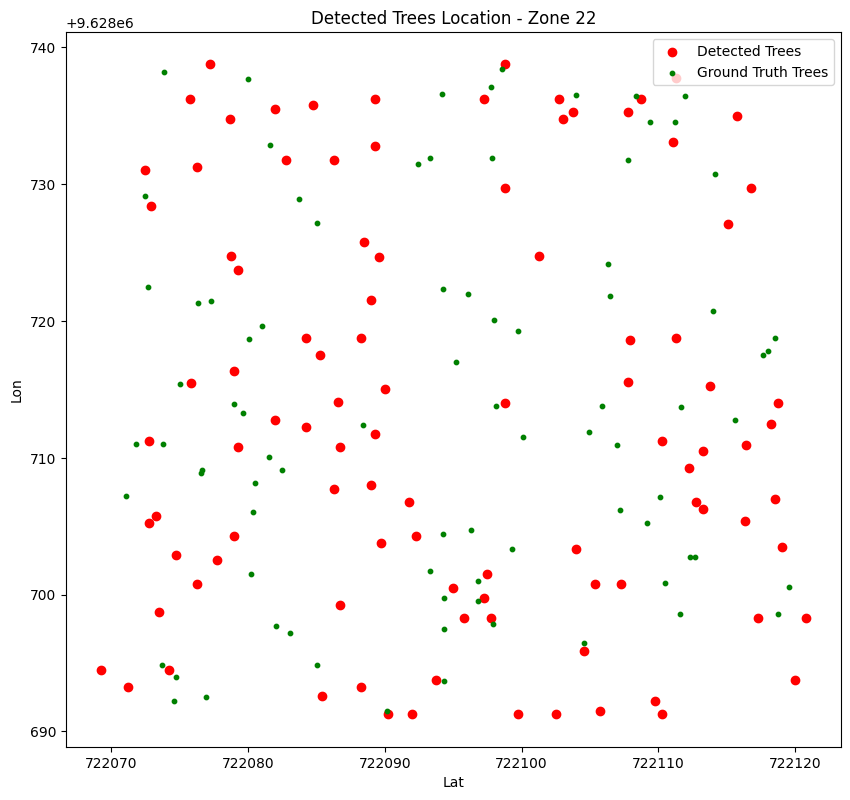 Detected Trees Location - Zone 22
+9.628e6
Detected Trees
Ground Truth Trees
740
730
720
710
700
690
Lon
722070 722080 722090 722100 722110 722120
Lat